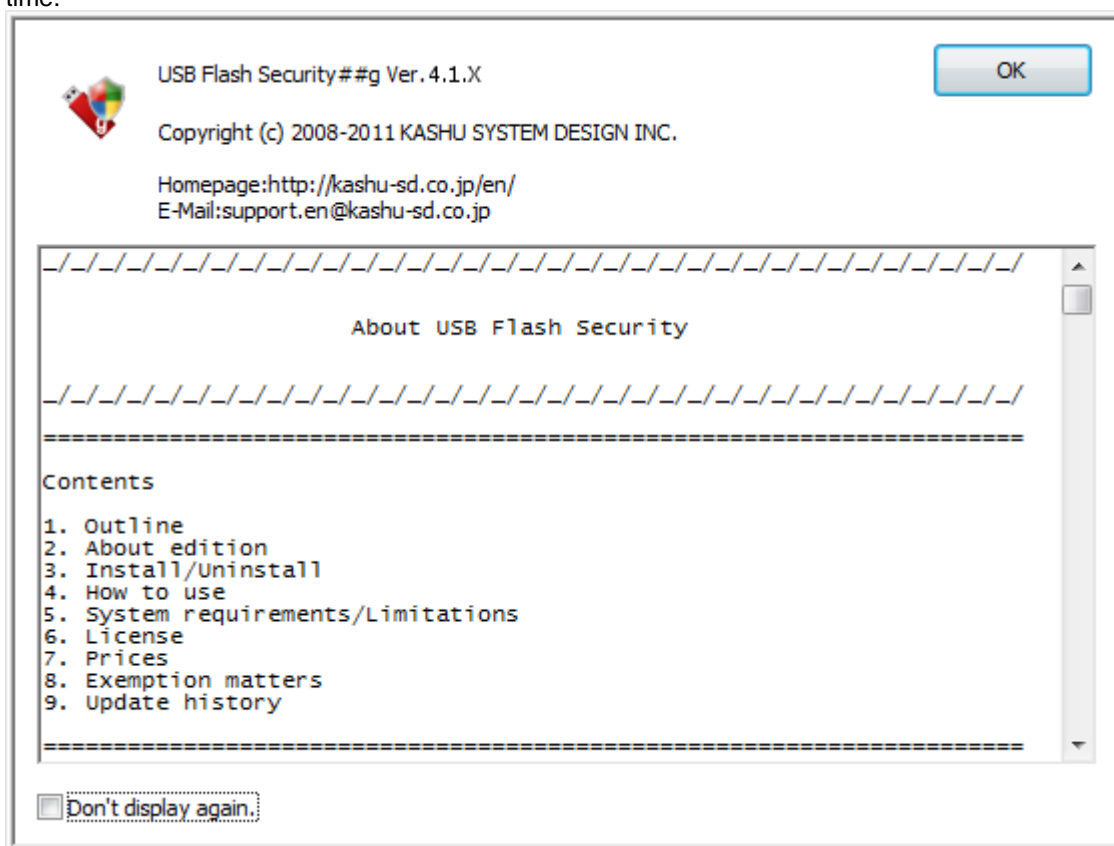 time.
USB Flash Security##g Ver. 4.1.X
OK
Copyright (c) 2008-2011 KASHU SYSTEM DESIGN INC.
Homepage:http://kashu-sd.co.jp/en/
E-Mail:support.en@kashu-sd.co.jp
_/_/_/_/_/_/_/_/_/_/_/_/_/_/_/_/_/_/_/_/_/_/_/_/_/_/_/_/_/_/_/_/_/_/_/
About USB Flash Security
_/_/_/_/_/_/_/_/_/_/_/_/_/_/_/_/_/_/_/_/_/_/_/_/_/_/_/_/_/_/_/_/_/_/_/
======================================================================
Contents
1. Outline
2. About edition
3. Install/Uninstall
4. How to use
5. System requirements/Limitations
6. License
7. Prices
8. Exemption matters
9. Update history
======================================================================
Don't display again.